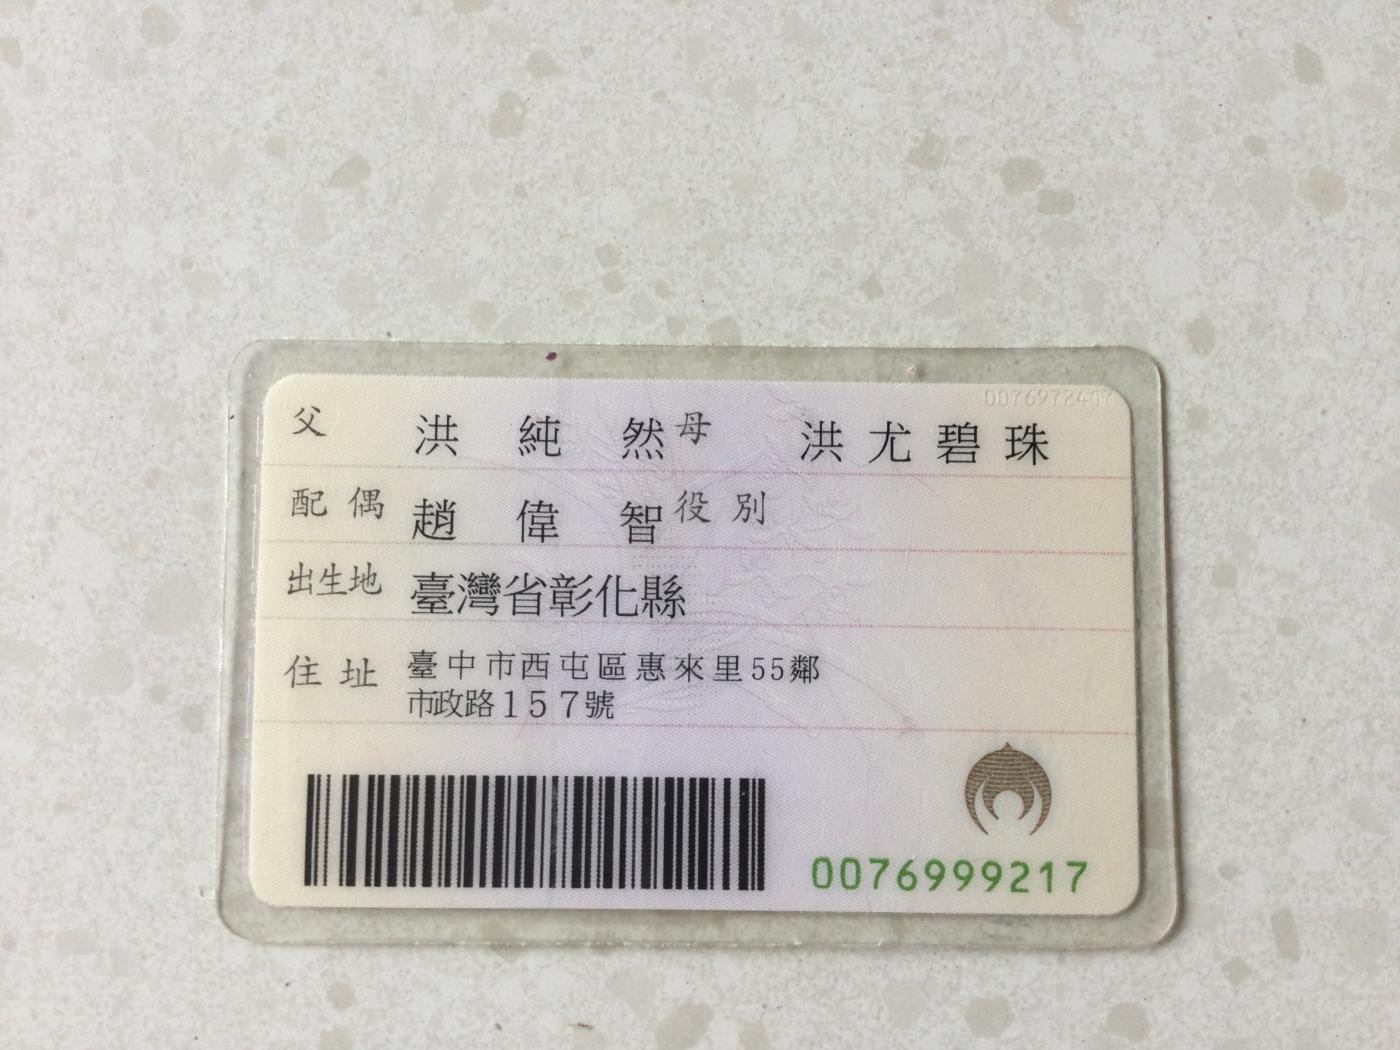 父 洪純然 母 洪尤碧珠
配偶 趙偉智 役別
出生地 臺灣省彰化縣
住址 臺中市西屯區惠來里55鄰
市政路157號
0076999217